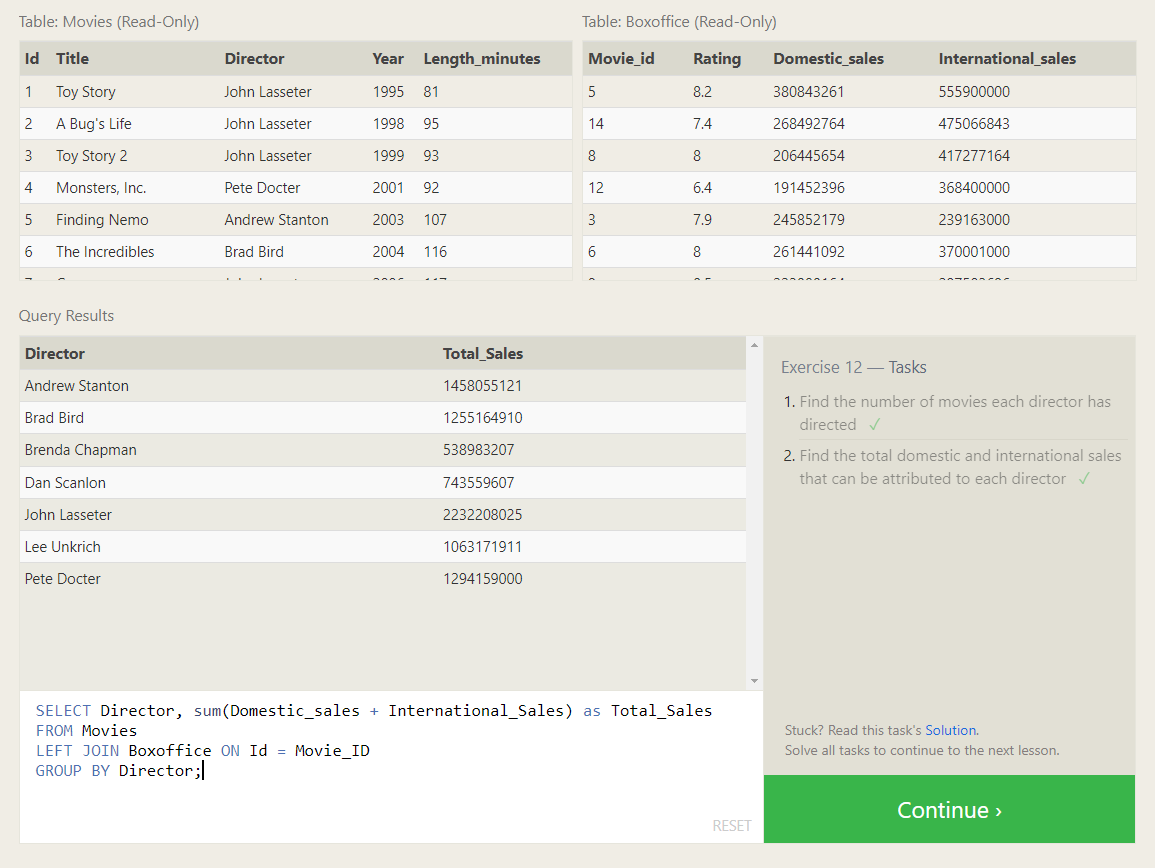 Table: Movies (Read-Only)
Id Title Director Year Length_minutes
1 Toy Story John Lasseter 1995 81
2 A Bug's Life John Lasseter 1998 95
3 Toy Story 2 John Lasseter 1999 93
4 Monsters, Inc. Pete Docter 2001 92
5 Finding Nemo Andrew Stanton 2003 107
6 The Incredibles Brad Bird 2004 116
Table: Boxoffice (Read-Only)
Movie_id Rating Domestic_sales International_sales
5 8.2 380843261 555900000
14 7.4 268492764 475066843
8 8 206445654 417277164
12 6.4 191452396 368400000
3 7.9 245852179 239163000
6 8 261441092 370001000
Query Results
Director Total_Sales
Andrew Stanton 1458055121
Brad Bird 1255164910
Brenda Chapman 538983207
Dan Scanlon 743559607
John Lasseter 2232208025
Lee Unkrich 1063171911
Pete Docter 1294159000
SELECT Director, sum(Domestic_sales + International_Sales) as Total_Sales
FROM Movies
LEFT JOIN Boxoffice ON Id = Movie_ID
GROUP BY Director;
RESET
Exercise 12 — Tasks
1. Find the number of movies each director has
directed ✓
2. Find the total domestic and international sales
that can be attributed to each director ✓
Stuck? Read this task's Solution.
Solve all tasks to continue to the next lesson.
Continue ›